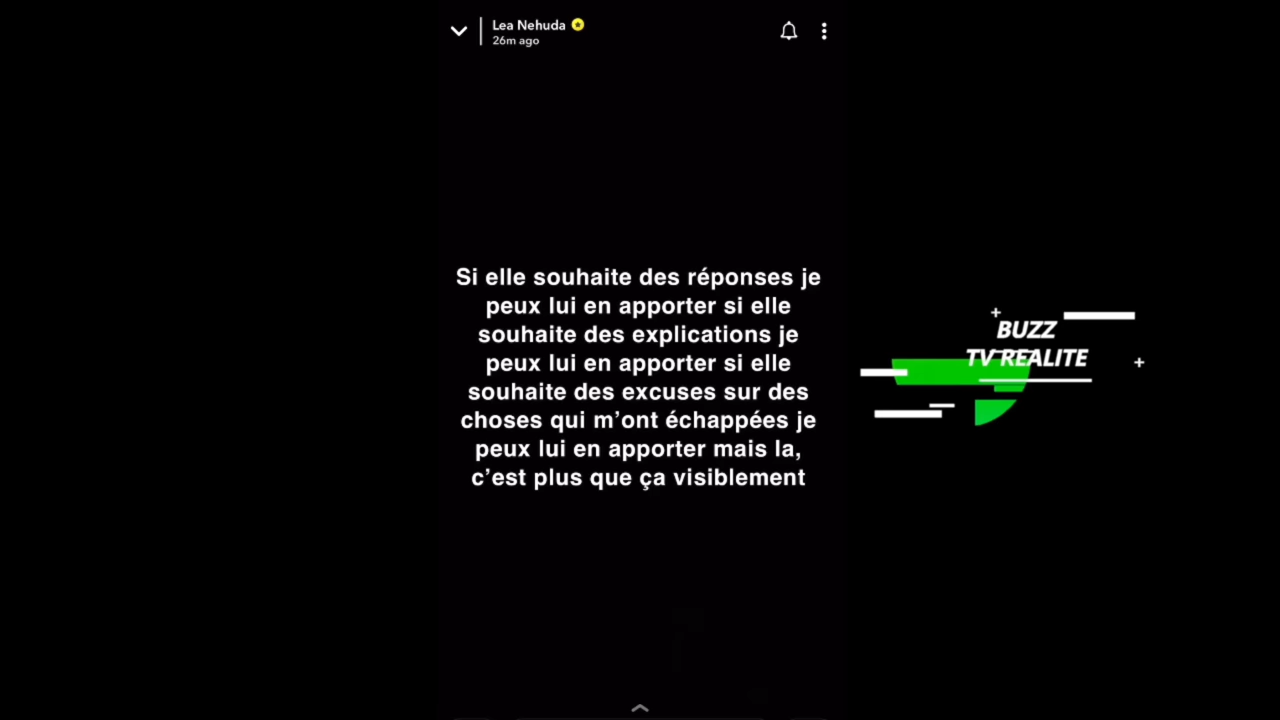 Lea Nehuda
26m ago
Si elle souhaite des réponses je
peux lui en apporter si elle
souhaite des explications je
peux lui en apporter si elle
souhaite des excuses sur des
choses qui m’ont échappées je
peux lui en apporter mais la,
c’est plus que ça visiblement
BUZZ
TV REALITE